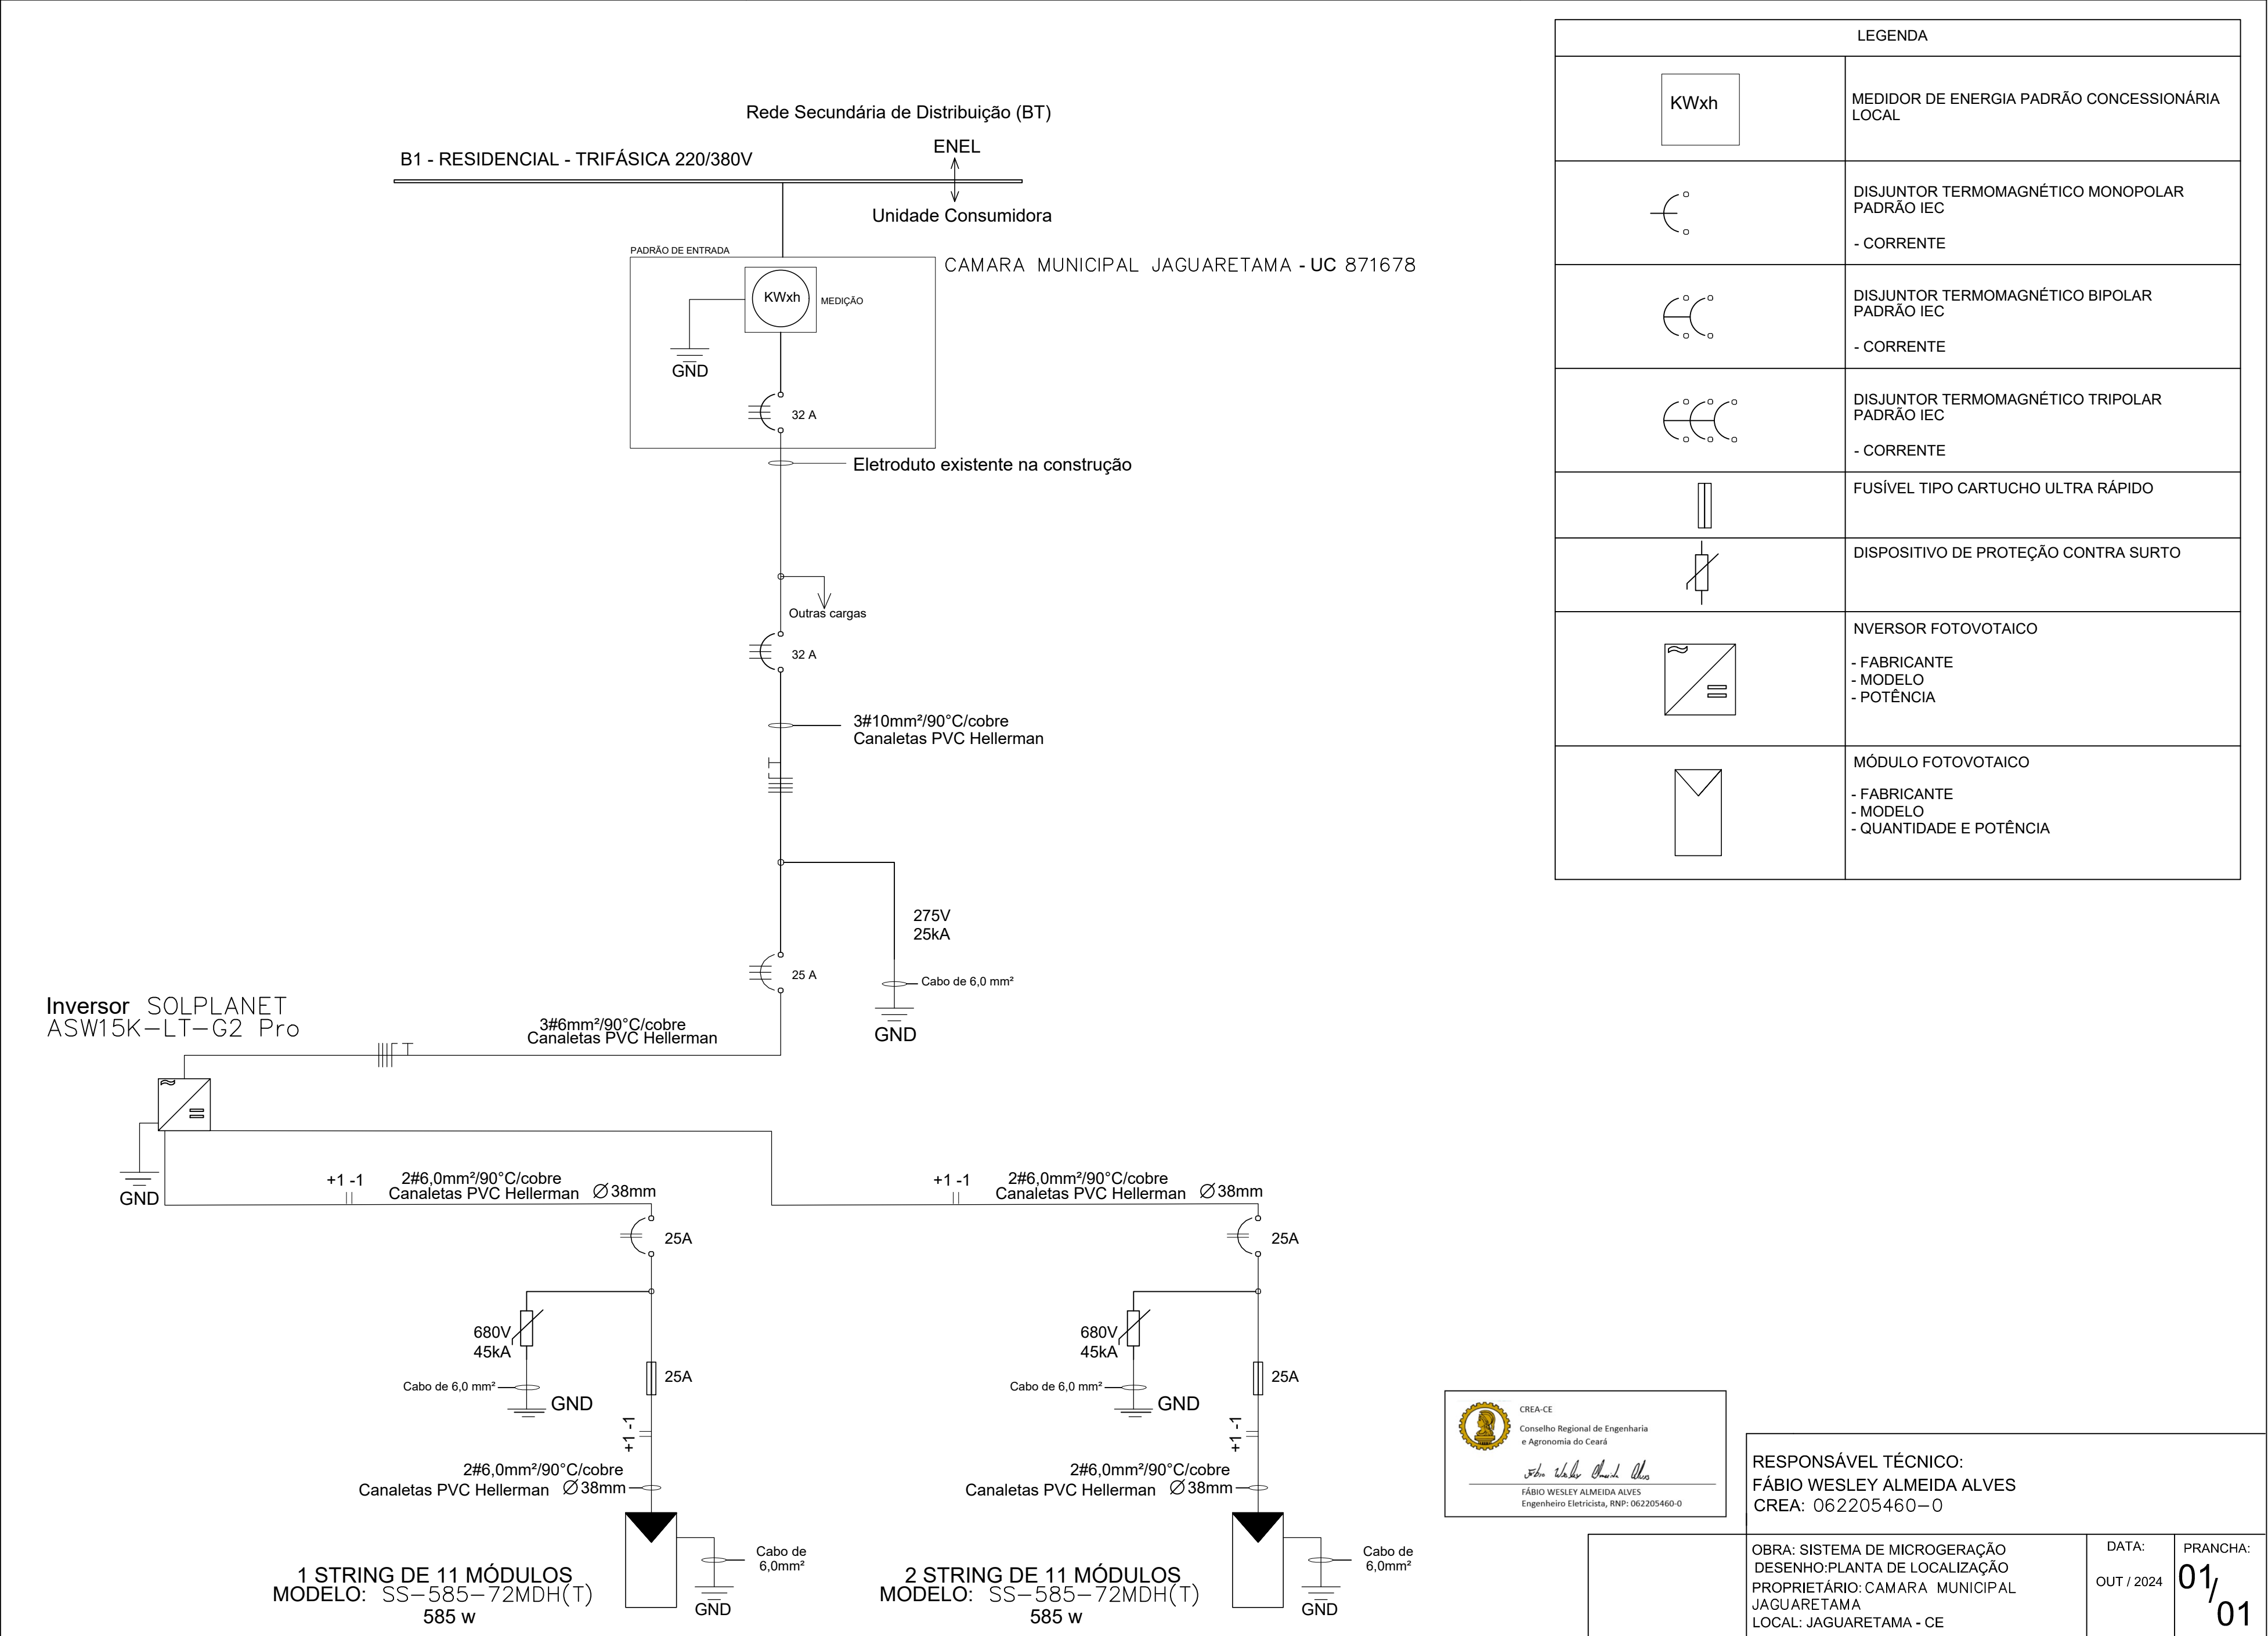 Rede Secundária de Distribuição (BT)
B1 - RESIDENCIAL - TRIFÁSICA 220/380V
ENEL
Unidade Consumidora
PADRÃO DE ENTRADA
CAMARA MUNICIPAL JAGUARETAMA - UC 871678
KWxh
MEDIÇÃO
GND
32 A
Eletroduto existente na construção
Outras cargas
32 A
3#10mm²/90°C/cobre
Canaletas PVC Hellerman
T
275V
25kA
25 A
Cabo de 6,0 mm²
GND
Inversor SOLPLANET
ASW15K-LT-G2 Pro
3#6mm²/90°C/cobre
Canaletas PVC Hellerman
T
GND
+1 -1
2#6,0mm²/90°C/cobre
Canaletas PVC Hellerman Ø38mm
25A
680V
45kA
25A
Cabo de 6,0 mm²
GND
+1 -1
2#6,0mm²/90°C/cobre
Canaletas PVC Hellerman Ø38mm
Cabo de
6,0mm²
GND
1 STRING DE 11 MÓDULOS
MODELO: SS-585-72MDH(T)
585 w
+1 -1
2#6,0mm²/90°C/cobre
Canaletas PVC Hellerman Ø38mm
25A
680V
45kA
25A
Cabo de 6,0 mm²
GND
+1 -1
2#6,0mm²/90°C/cobre
Canaletas PVC Hellerman Ø38mm
Cabo de
6,0mm²
GND
2 STRING DE 11 MÓDULOS
MODELO: SS-585-72MDH(T)
585 w
LEGENDA
KWxh
MEDIDOR DE ENERGIA PADRÃO CONCESSIONÁRIA
LOCAL
DISJUNTOR TERMOMAGNÉTICO MONOPOLAR
PADRÃO IEC
- CORRENTE
DISJUNTOR TERMOMAGNÉTICO BIPOLAR
PADRÃO IEC
- CORRENTE
DISJUNTOR TERMOMAGNÉTICO TRIPOLAR
PADRÃO IEC
- CORRENTE
FUSÍVEL TIPO CARTUCHO ULTRA RÁPIDO
DISPOSITIVO DE PROTEÇÃO CONTRA SURTO
NVERSOR FOTOVOTAICO
- FABRICANTE
- MODELO
- POTÊNCIA
MÓDULO FOTOVOTAICO
- FABRICANTE
- MODELO
- QUANTIDADE E POTÊNCIA
CREA-CE
Conselho Regional de Engenharia
e Agronomia do Ceará
Fábio Wesley Almeida Alves
FÁBIO WESLEY ALMEIDA ALVES
Engenheiro Eletricista, RNP: 062205460-0
RESPONSÁVEL TÉCNICO:
FÁBIO WESLEY ALMEIDA ALVES
CREA: 062205460-0
OBRA: SISTEMA DE MICROGERAÇÃO
DESENHO:PLANTA DE LOCALIZAÇÃO
PROPRIETÁRIO: CAMARA MUNICIPAL
JAGUARETAMA
LOCAL: JAGUARETAMA - CE
DATA:
OUT / 2024
PRANCHA:
01/01